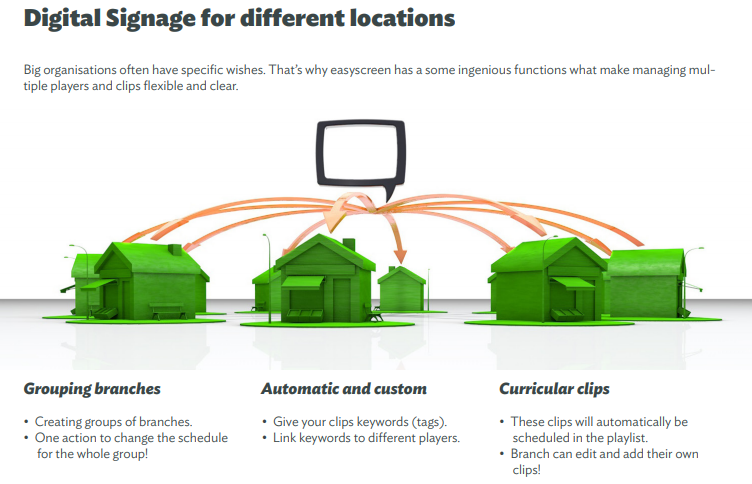 Digital Signage for different locations
Big organisations often have specific wishes. That's why easyscreen has a some ingenious functions what make managing mul-
tiple players and clips flexible and clear.
Grouping branches
• Creating groups of branches.
• One action to change the schedule
for the whole group!
Automatic and custom
• Give your clips keywords (tags).
• Link keywords to different players.
Curricular clips
• These clips will automatically be
scheduled in the playlist.
• Branch can edit and add their own
clips!